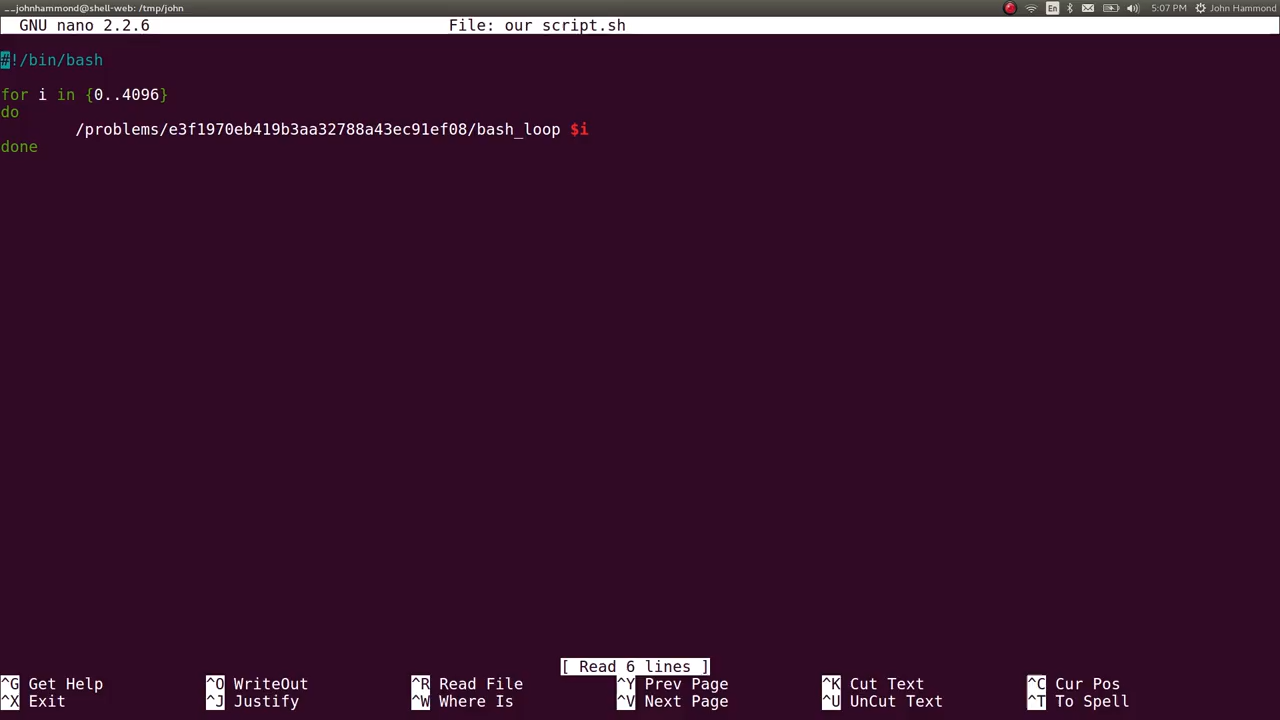 __johnhammond@shell-web: /tmp/john
En
5:07 PM
John Hammond
GNU nano 2.2.6
File: our script.sh
#!/bin/bash
for i in {0..4096}
do
/problems/e3f1970eb419b3aa32788a43ec91ef08/bash_loop $i
done
[ Read 6 lines ]
^G Get Help ^O WriteOut ^R Read File ^Y Prev Page ^K Cut Text ^C Cur Pos
^X Exit ^J Justify ^W Where Is ^V Next Page ^U UnCut Text ^T To Spell